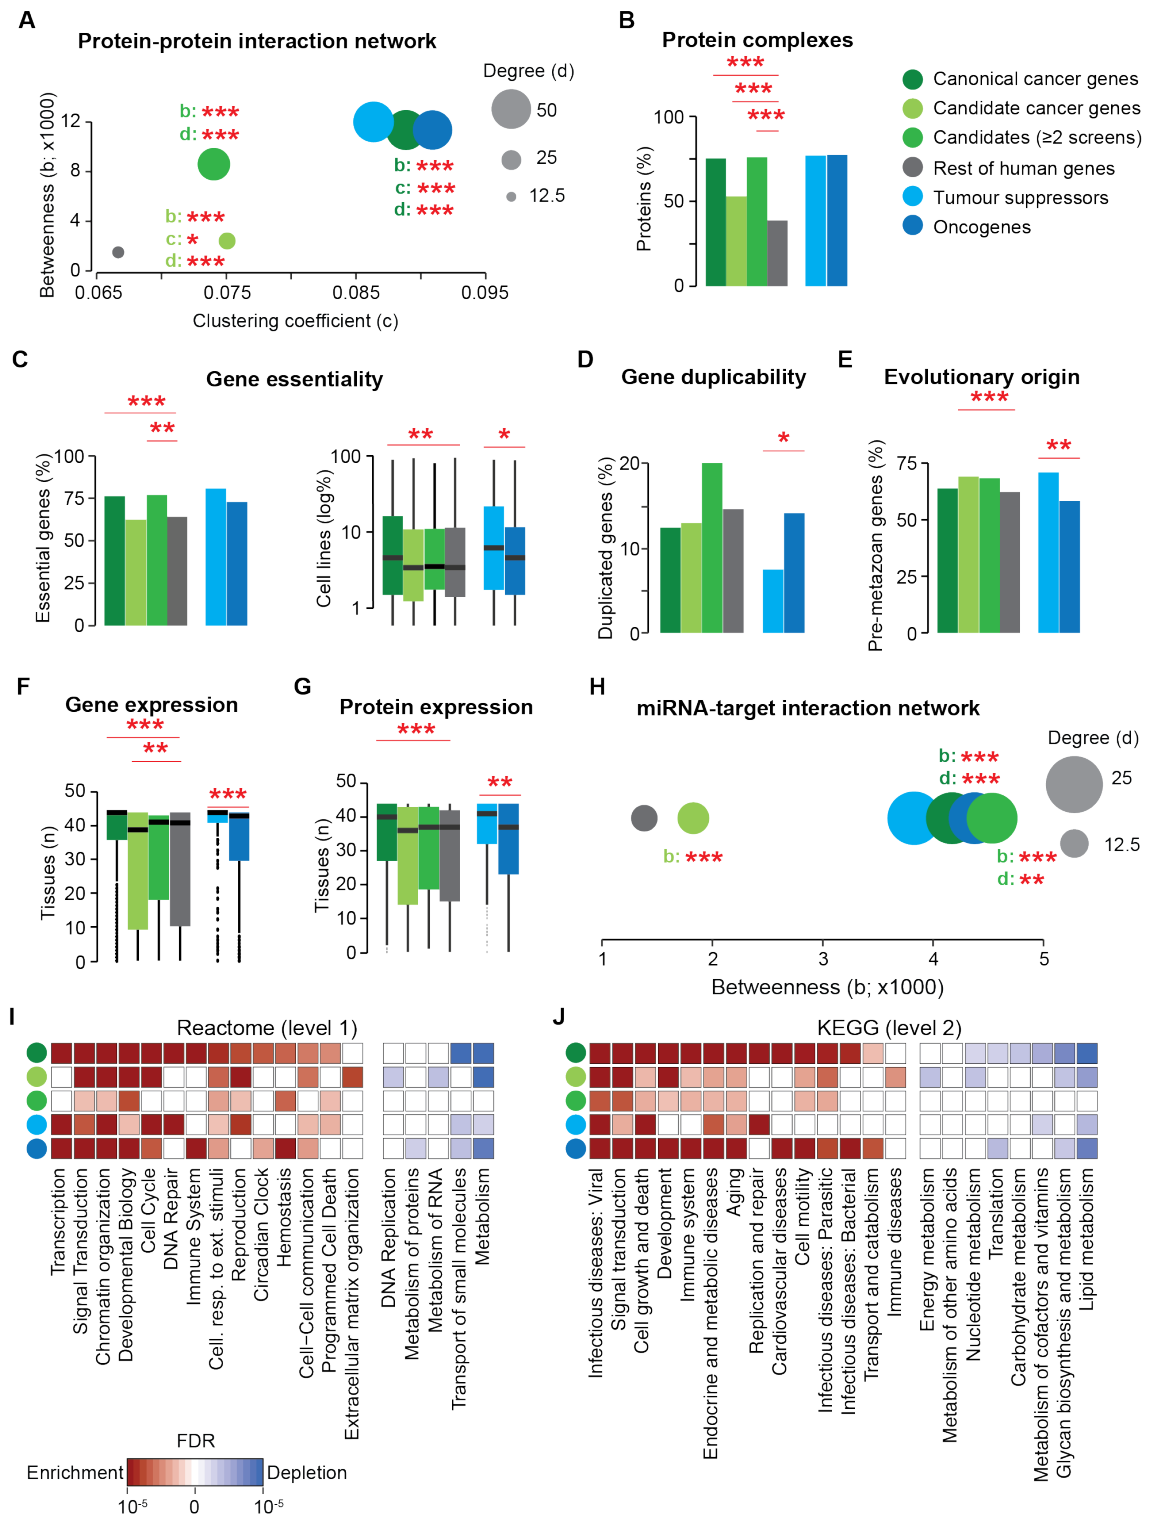 A
Protein-protein interaction network
Degree (d)
50
25
12.5
b: ***
d: ***
b: ***
c: ***
d: ***
b: ***
c: *
d: ***
12
8
4
0
Betweenness (b; x1000)
0.065
0.075
0.085
0.095
Clustering coefficient (c)
B
Protein complexes
***
***
***
100
50
0
Proteins (%)
Canonical cancer genes
Candidate cancer genes
Candidates (≥2 screens)
Rest of human genes
Tumour suppressors
Oncogenes
C
Gene essentiality
***
**
100
75
50
25
0
Essential genes (%)
**
*
100
10
1
Cell lines (log%)
D
Gene duplicability
*
20
10
0
Duplicated genes (%)
E
Evolutionary origin
***
**
75
50
25
0
Pre-metazoan genes (%)
F
Gene expression
***
**
***
50
40
30
20
10
0
Tissues (n)
G
Protein expression
***
**
50
40
30
20
10
0
Tissues (n)
H
miRNA-target interaction network
Degree (d)
25
12.5
b: ***
d: ***
b: ***
b: ***
d: **
1
2
3
4
5
Betweenness (b; x1000)
I
Reactome (level 1)
Transcription
Signal Transduction
Chromatin organization
Developmental Biology
Cell Cycle
DNA Repair
Immune System
Cell. resp. to ext. stimuli
Reproduction
Circadian Clock
Hemostasis
Cell−Cell communication
Programmed Cell Death
Extracellular matrix organization
DNA Replication
Metabolism of proteins
Metabolism of RNA
Transport of small molecules
Metabolism
J
KEGG (level 2)
Infectious diseases: Viral
Signal transduction
Cell growth and death
Development
Immune system
Endocrine and metabolic diseases
Aging
Replication and repair
Cardiovascular diseases
Cell motility
Infectious diseases: Parasitic
Infectious diseases: Bacterial
Transport and catabolism
Immune diseases
Energy metabolism
Metabolism of other amino acids
Nucleotide metabolism
Translation
Carbohydrate metabolism
Metabolism of cofactors and vitamins
Glycan biosynthesis and metabolism
Lipid metabolism
FDR
Enrichment
Depletion
10-5
0
10-5